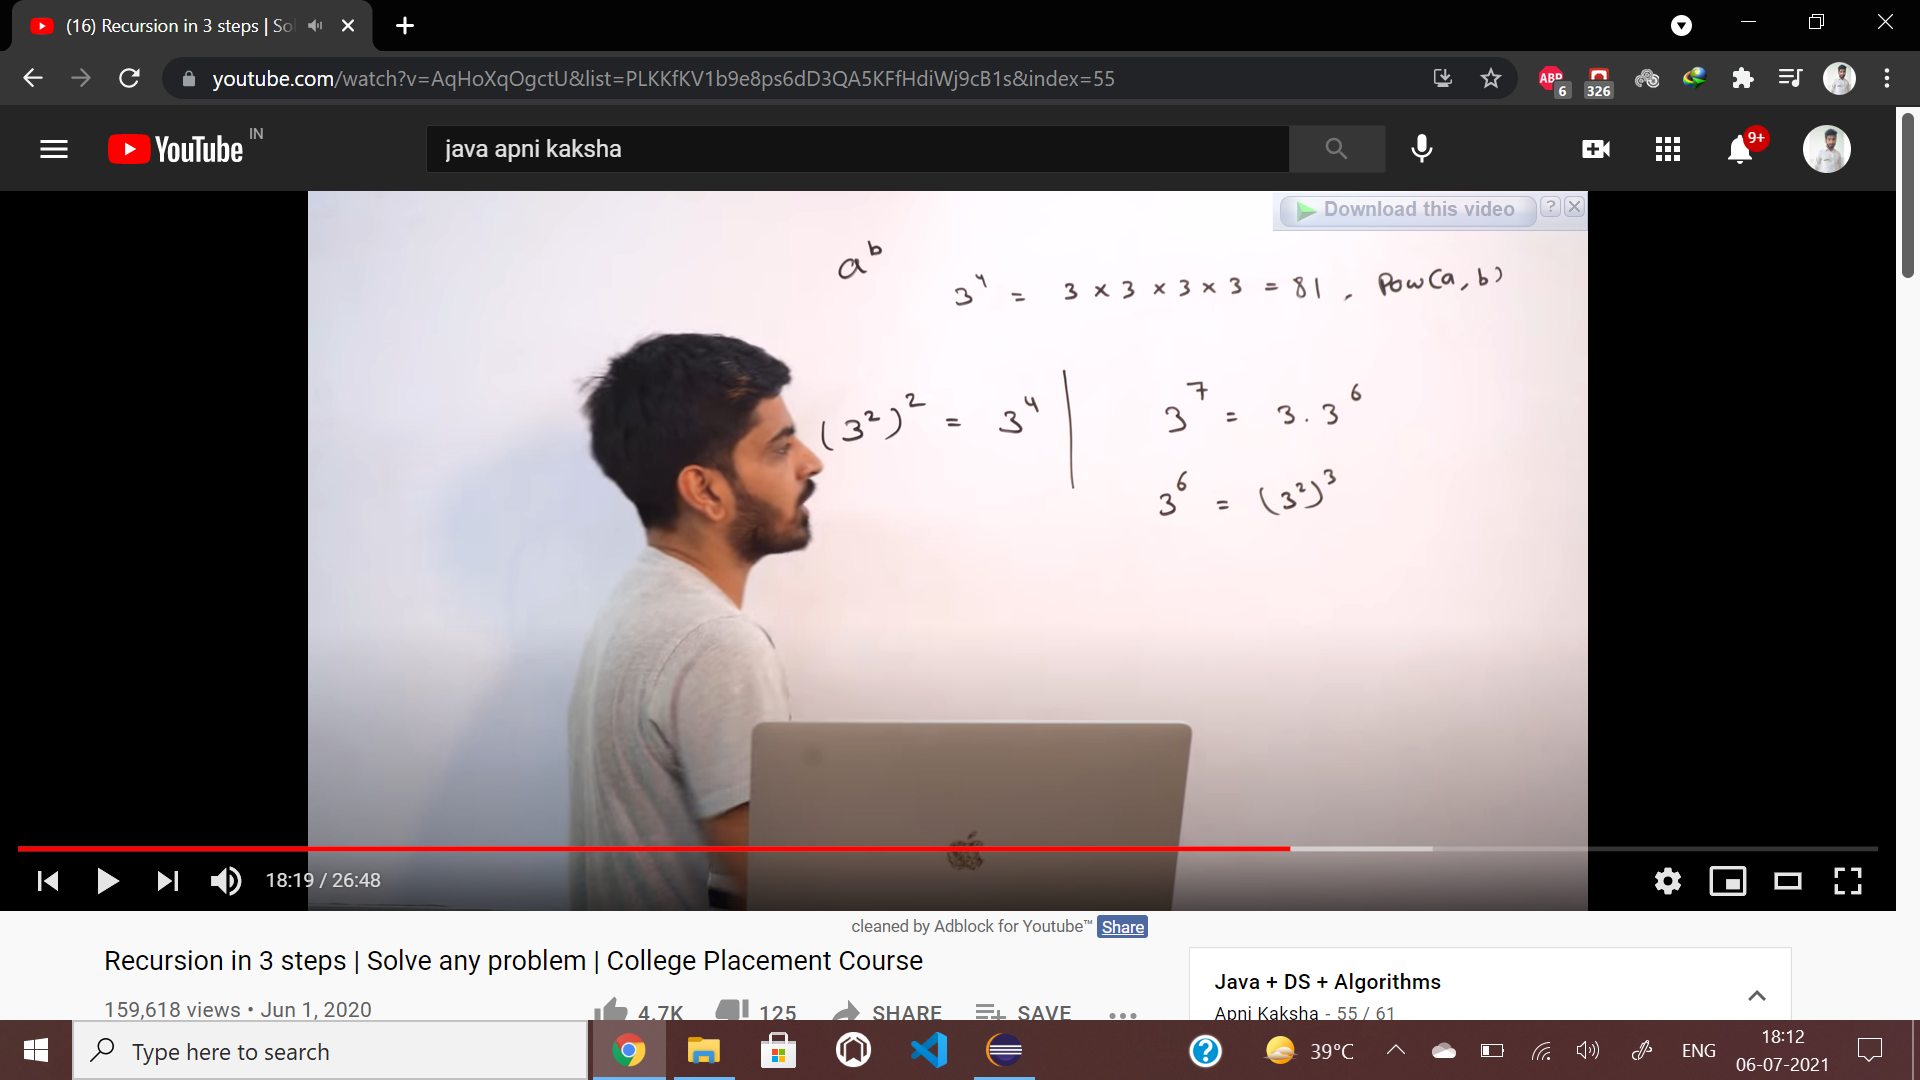 (16) Recursion in 3 steps | So
youtube.com/watch?v=AqHoXqOgctU&list=PLKKfKV1b9e8ps6dD3QA5KFfHdiWj9cB1s&index=55
ABP 6 326
YouTube IN
java apni kaksha
9+
Download this video ?
a^b
3^4 = 3 × 3 × 3 × 3 = 81 , Pow(a, b)
(3^2)^2 = 3^4
3^7 = 3 . 3^6
3^6 = (3^2)^3
18:19 / 26:48
cleaned by Adblock for Youtube™ Share
Recursion in 3 steps | Solve any problem | College Placement Course
159,618 views • Jun 1, 2020
4.7K 125 SHARE SAVE
Java + DS + Algorithms
Apni Kaksha - 55 / 61
Type here to search
39°C
ENG
18:12
06-07-2021